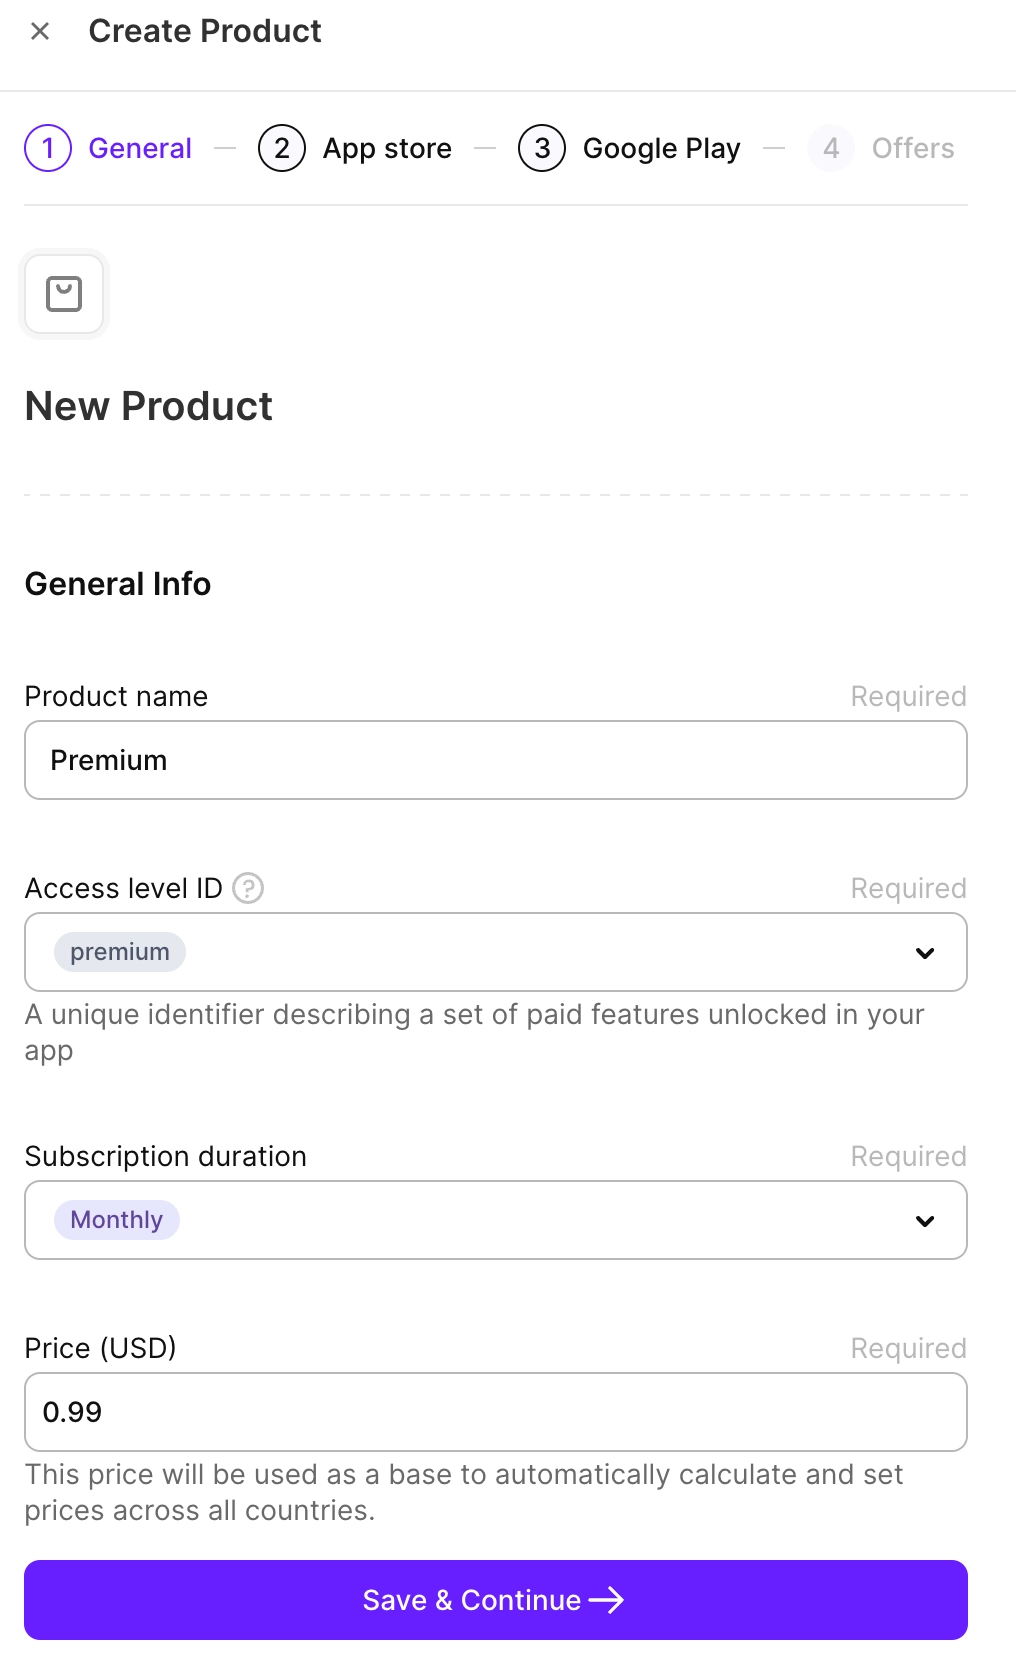 Create Product
1 General
2 App store
3 Google Play
4 Offers
New Product
General Info
Product name Required
Premium
Access level ID ? Required
premium
A unique identifier describing a set of paid features unlocked in your
app
Subscription duration Required
Monthly
Price (USD) Required
0.99
This price will be used as a base to automatically calculate and set
prices across all countries.
Save & Continue →